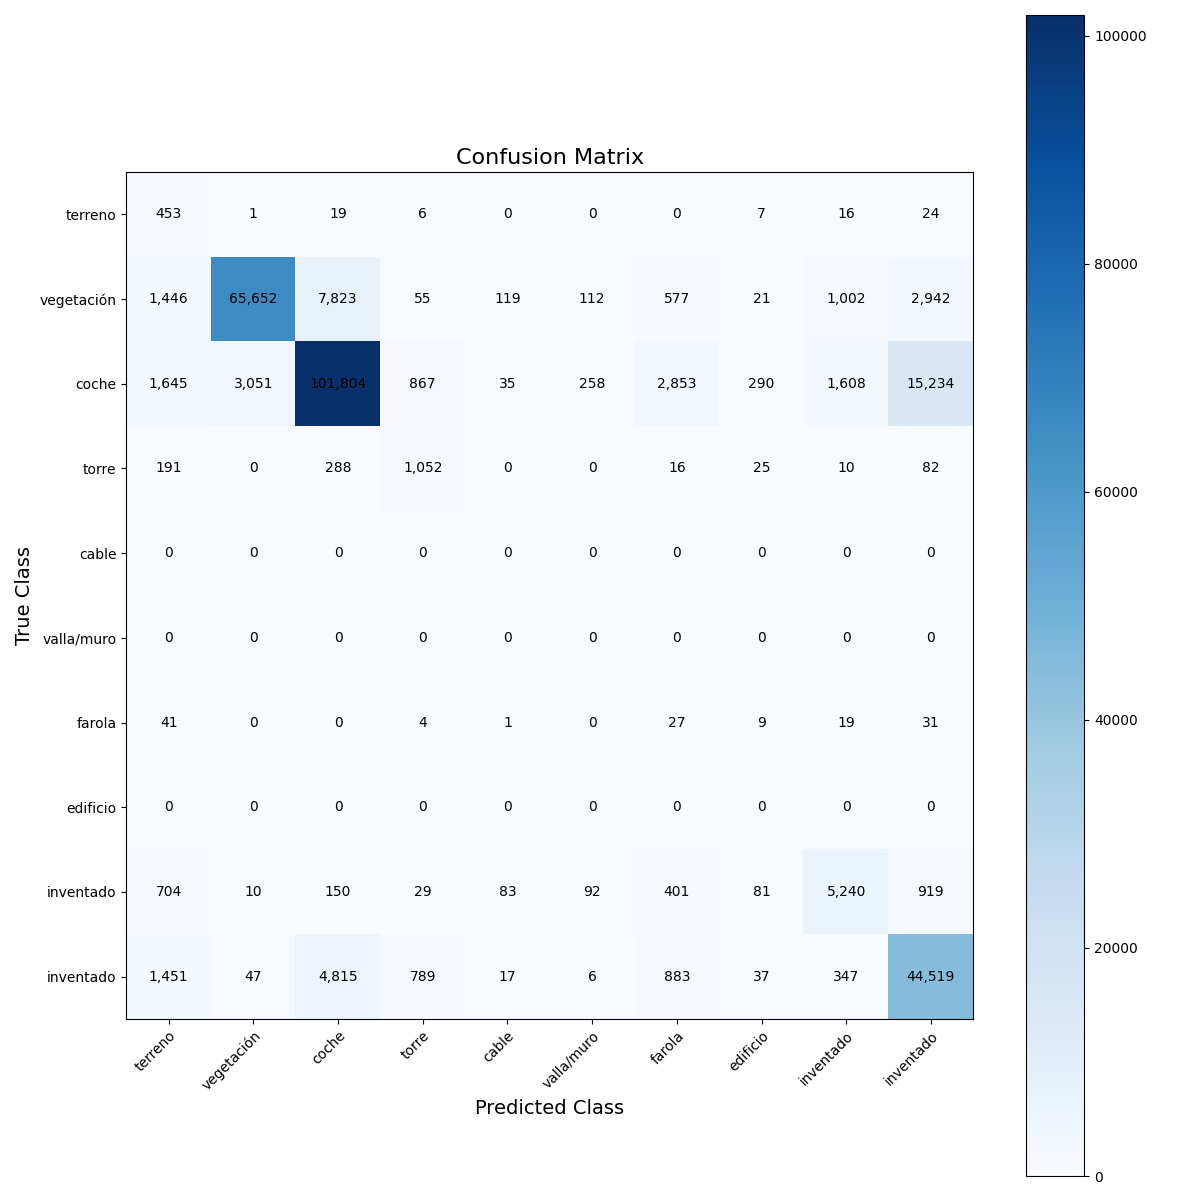 Confusion Matrix
terreno 453 1 19 6 0 0 0 7 16 24
vegetación 1,446 65,652 7,823 55 119 112 577 21 1,002 2,942
coche 1,645 3,051 101,804 867 35 258 2,853 290 1,608 15,234
torre 191 0 288 1,052 0 0 16 25 10 82
cable 0 0 0 0 0 0 0 0 0 0
valla/muro 0 0 0 0 0 0 0 0 0 0
farola 41 0 0 4 1 0 27 9 19 31
edificio 0 0 0 0 0 0 0 0 0 0
inventado 704 10 150 29 83 92 401 81 5,240 919
inventado 1,451 47 4,815 789 17 6 883 37 347 44,519
terreno vegetación coche torre cable valla/muro farola edificio inventado inventado
Predicted Class
True Class
100000
80000
60000
40000
20000
0